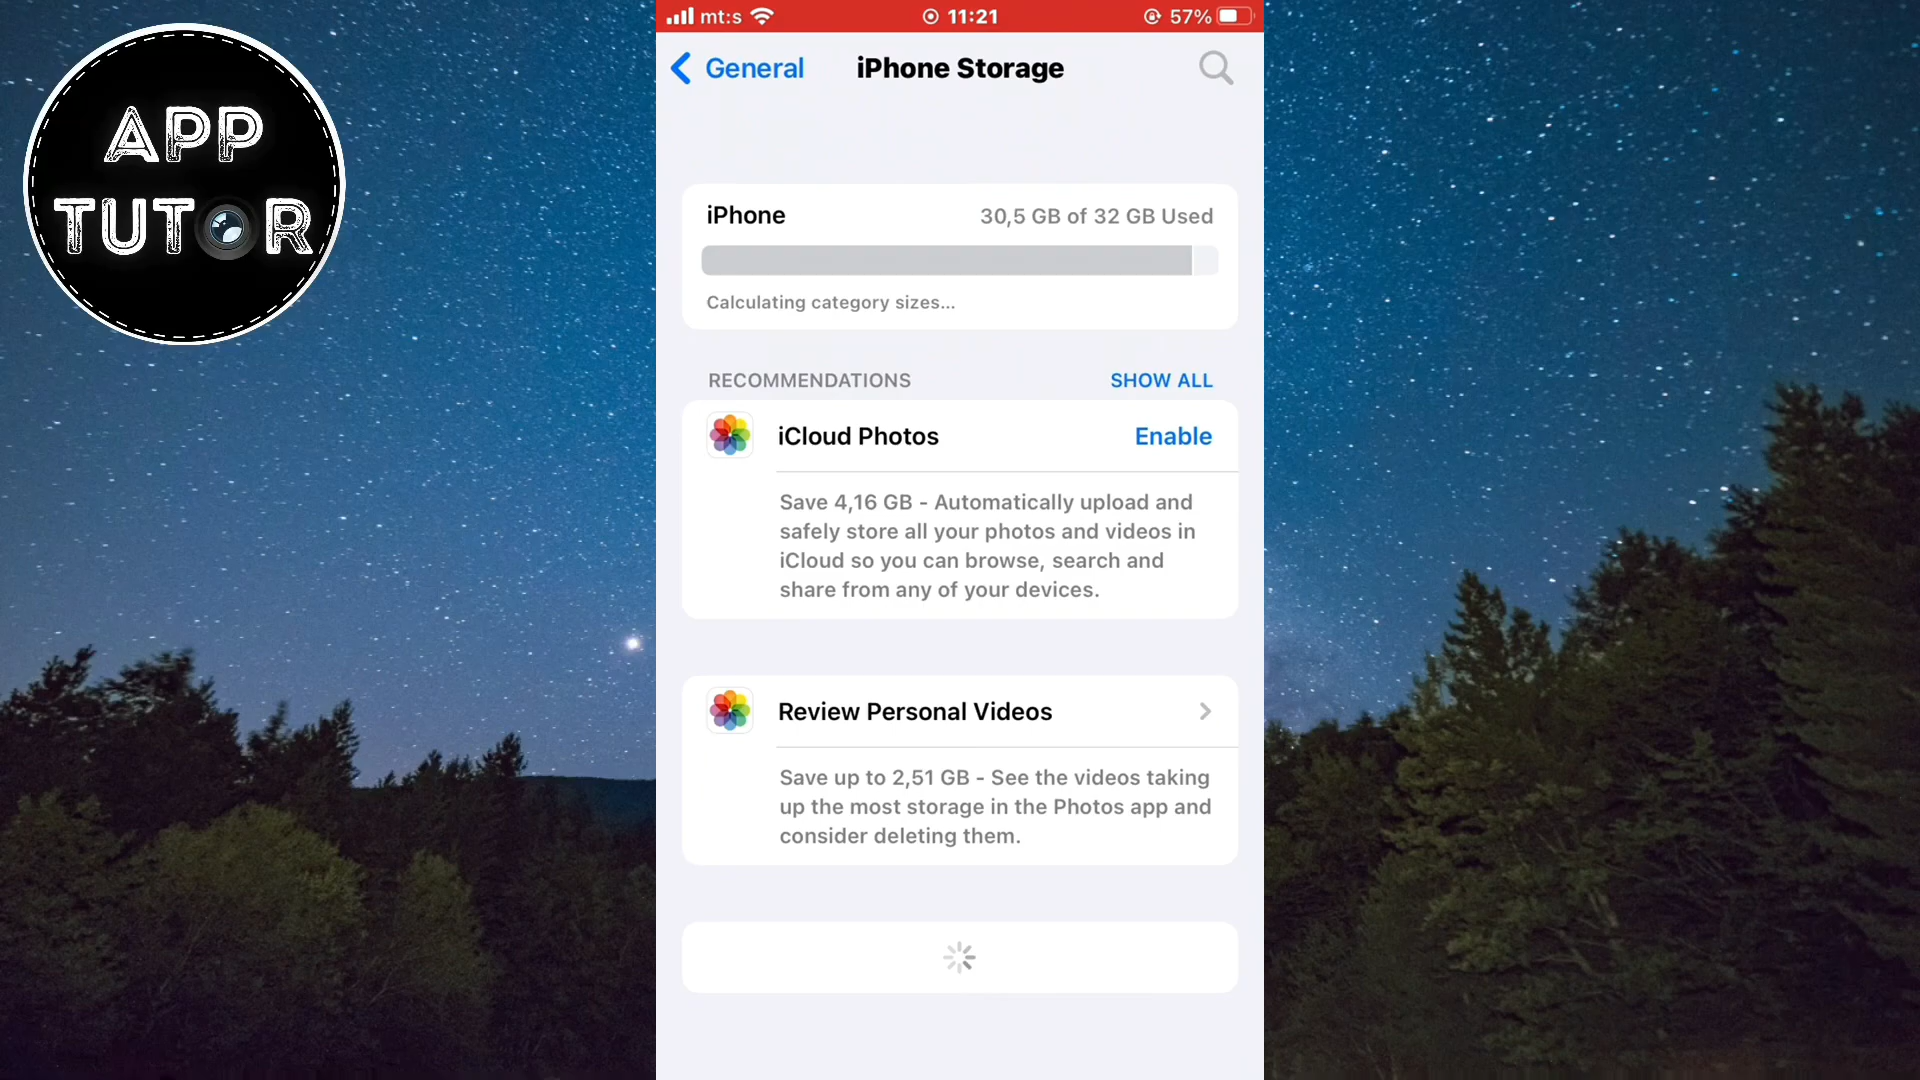 APP
TUTOR
mt:s 11:21 57%
General iPhone Storage
iPhone 30,5 GB of 32 GB Used
Calculating category sizes...
RECOMMENDATIONS SHOW ALL
iCloud Photos Enable
Save 4,16 GB - Automatically upload and
safely store all your photos and videos in
iCloud so you can browse, search and
share from any of your devices.
Review Personal Videos
Save up to 2,51 GB - See the videos taking
up the most storage in the Photos app and
consider deleting them.